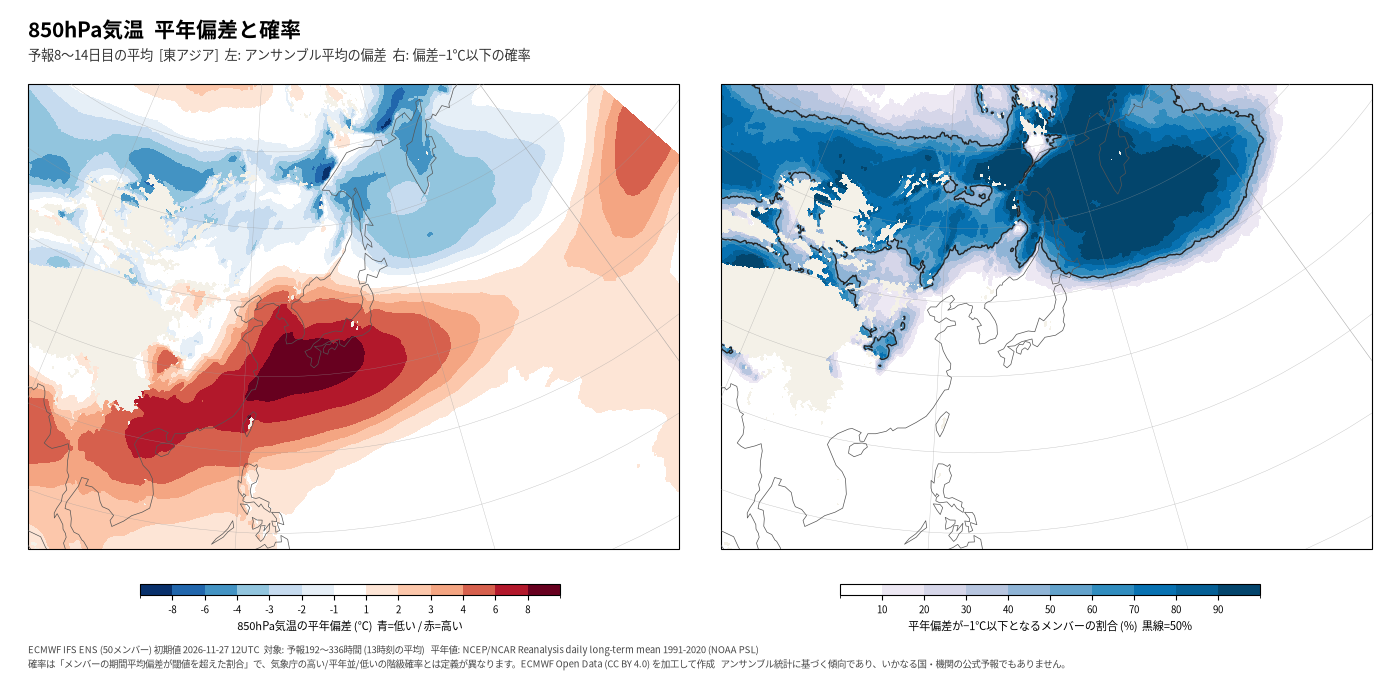 850hPa気温 平年偏差と確率
予報8〜14日目の平均 [東アジア] 左: アンサンブル平均の偏差 右: 偏差−1℃以下の確率
-8 -6 -4 -3 -2 -1 1 2 3 4 6 8
850hPa気温の平年偏差 (℃) 青=低い / 赤=高い
10 20 30 40 50 60 70 80 90
平年偏差が−1℃以下となるメンバーの割合 (%) 黒線=50%
ECMWF IFS ENS (50メンバー) 初期値 2026-11-27 12UTC 対象: 予報192〜336時間 (13時刻の平均) 平年値: NCEP/NCAR Reanalysis daily long-term mean 1991-2020 (NOAA PSL)
確率は「メンバーの期間平均偏差が閾値を超えた割合」で、気象庁の高い/平年並/低いの階級確率とは定義が異なります。ECMWF Open Data (CC BY 4.0) を加工して作成 アンサンブル統計に基づく傾向であり、いかなる国・機関の公式予報でもありません。